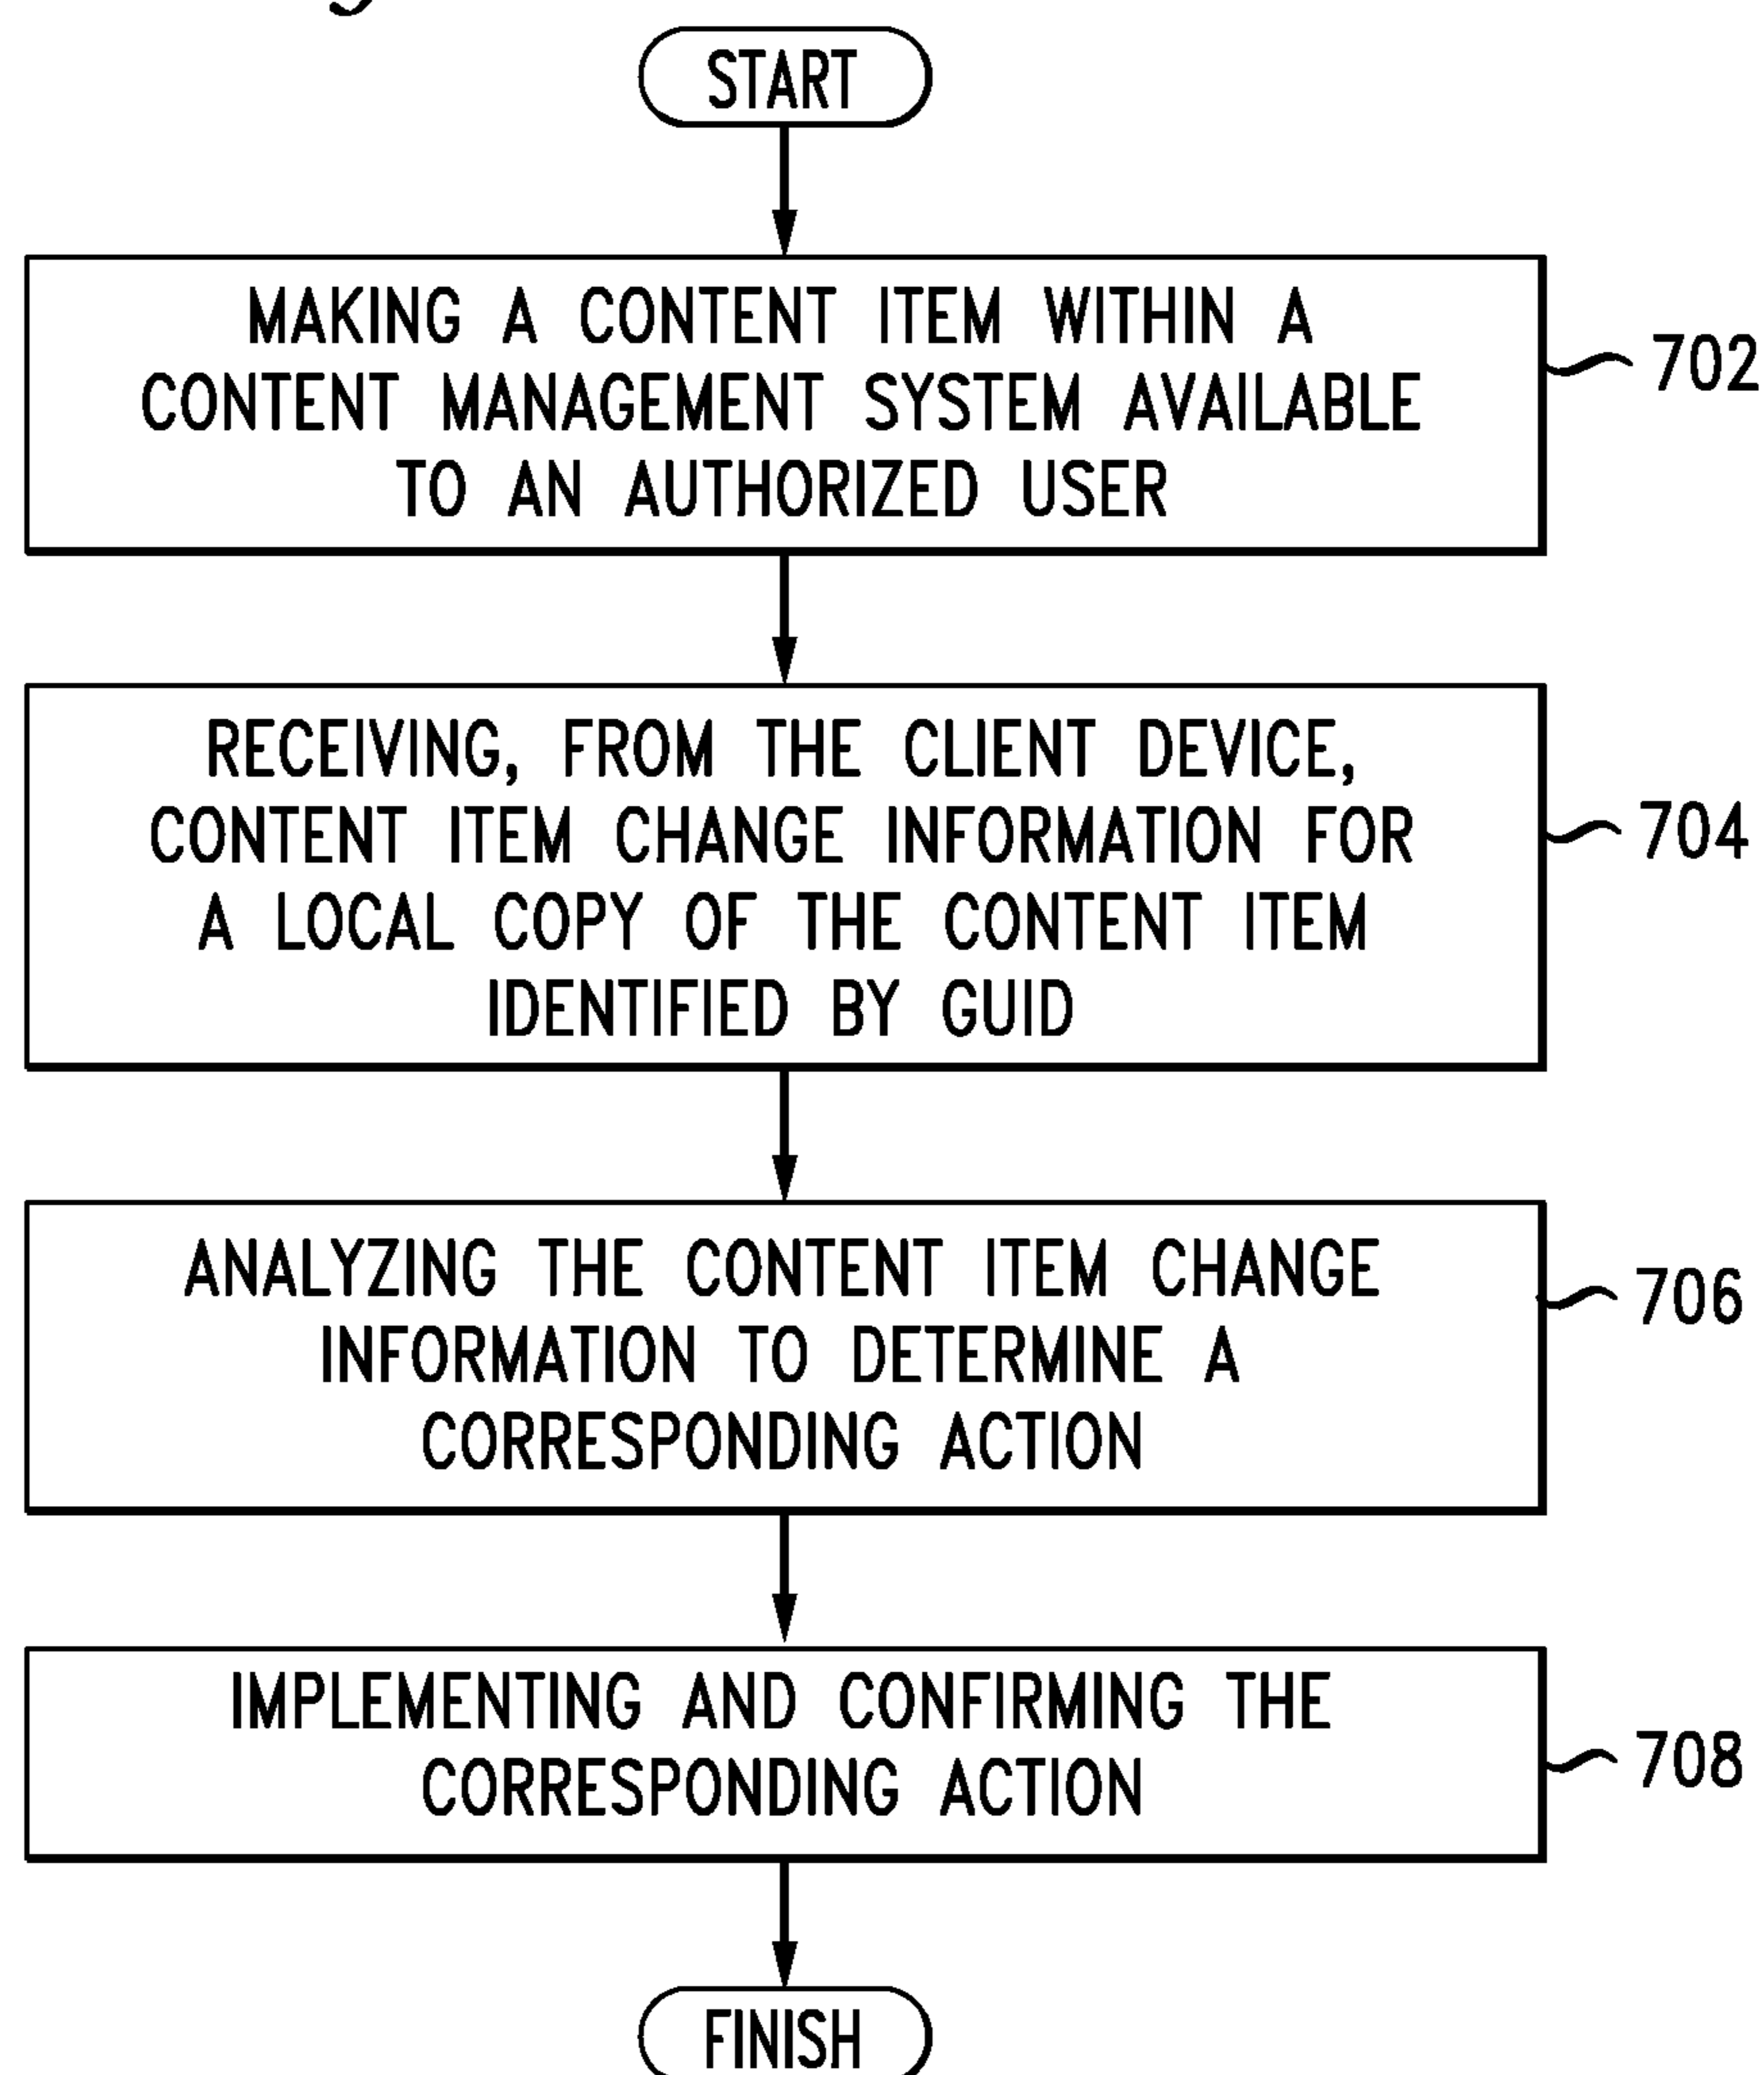 START
MAKING A CONTENT ITEM WITHIN A
CONTENT MANAGEMENT SYSTEM AVAILABLE
TO AN AUTHORIZED USER
702
RECEIVING, FROM THE CLIENT DEVICE,
CONTENT ITEM CHANGE INFORMATION FOR
A LOCAL COPY OF THE CONTENT ITEM
IDENTIFIED BY GUID
704
ANALYZING THE CONTENT ITEM CHANGE
INFORMATION TO DETERMINE A
CORRESPONDING ACTION
706
IMPLEMENTING AND CONFIRMING THE
CORRESPONDING ACTION
708
FINISH